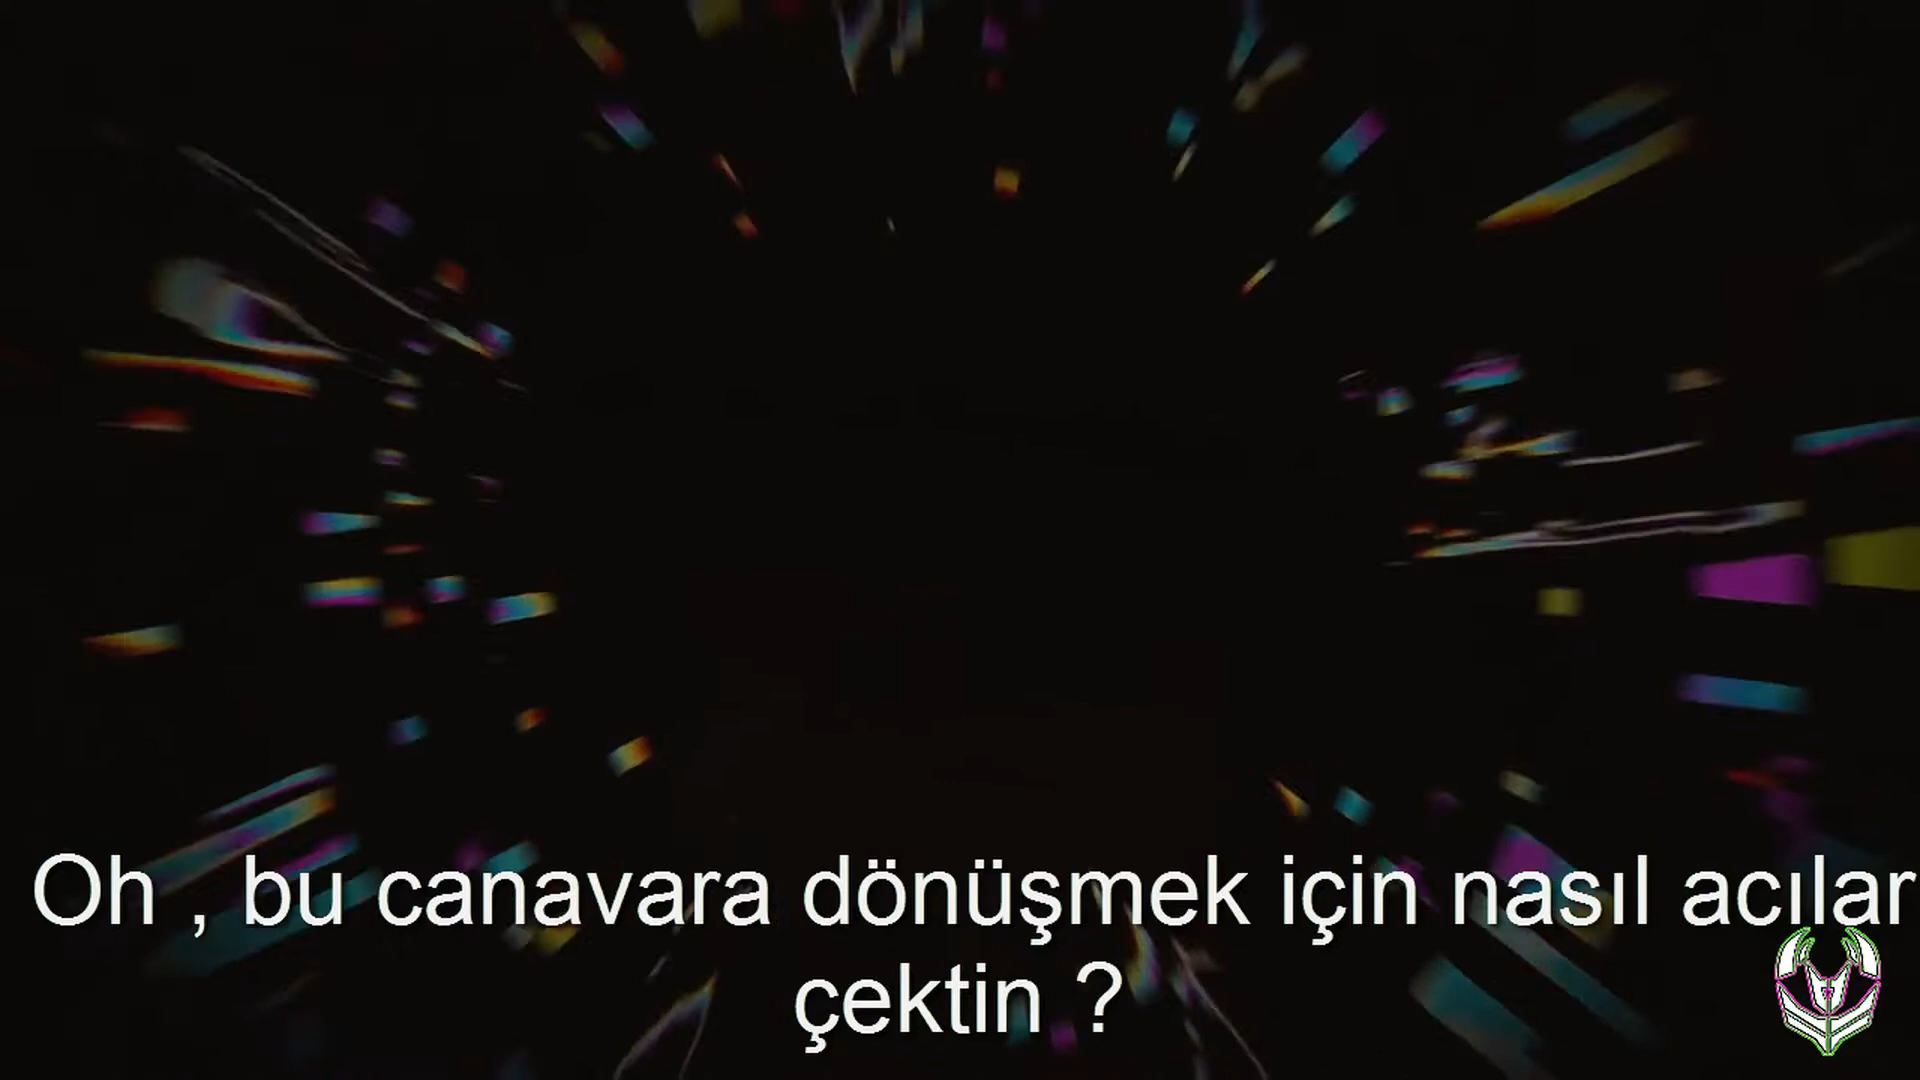 Oh , bu canavara dönüşmek için nasıl acılar
çektin ?